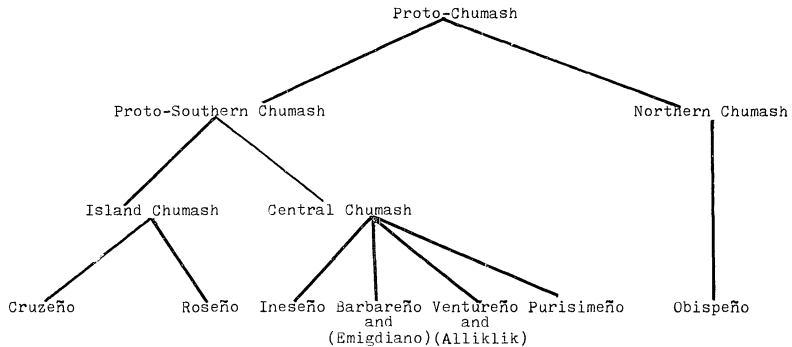 Proto-Chumash
Proto-Southern Chumash Northern Chumash
Island Chumash Central Chumash
Cruzeño Roseño Ineseño Barbareño Ventureño Purisimeño Obispeño
and and
(Emigdiano) (Alliklik)